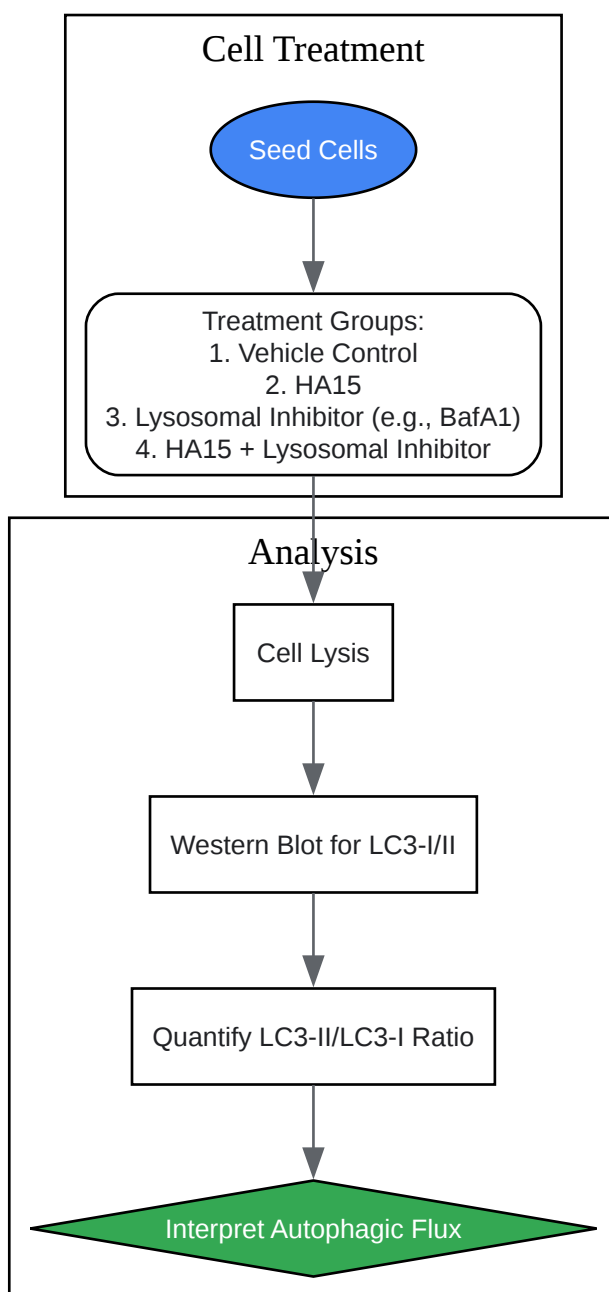 Cell Treatment
Seed Cells
Treatment Groups:
1. Vehicle Control
2. HA15
3. Lysosomal Inhibitor (e.g., BafA1)
4. HA15 + Lysosomal Inhibitor
Analysis
Cell Lysis
Western Blot for LC3-I/II
Quantify LC3-II/LC3-I Ratio
Interpret Autophagic Flux